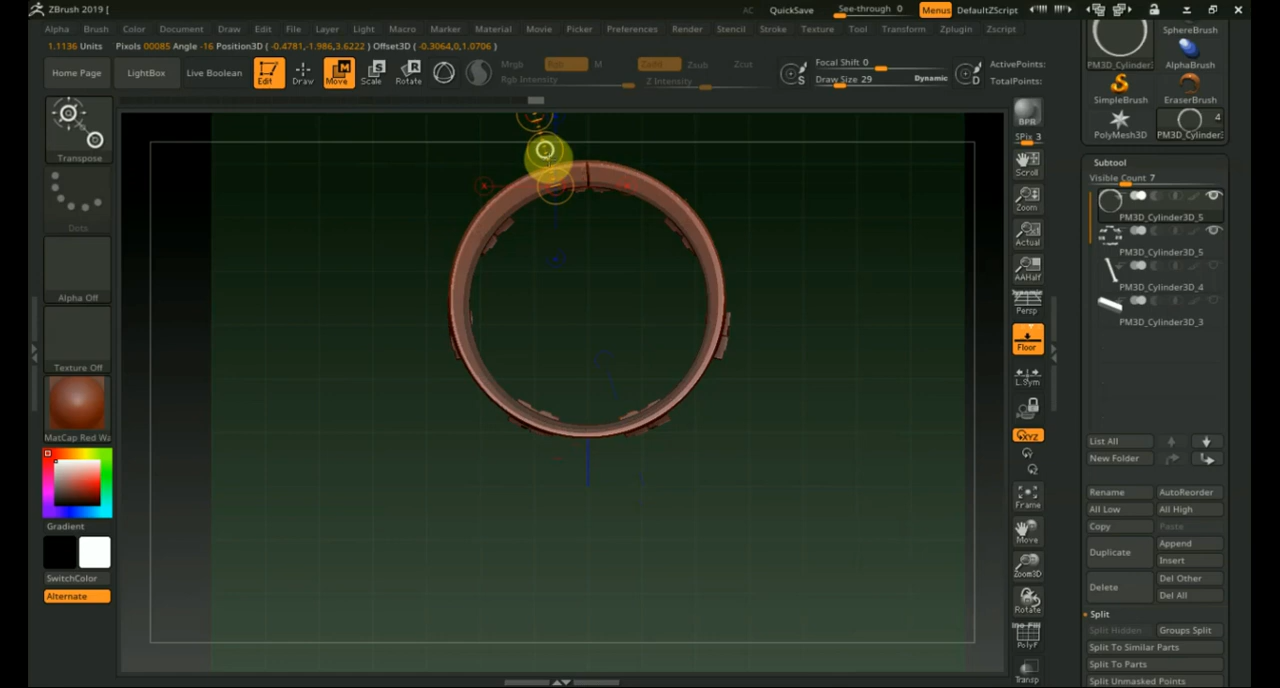 ZBrush 2019 [
AC QuickSave See-through 0 Menus DefaultZScript
Alpha Brush Color Document Draw Edit File Layer Light Macro Marker Material Movie Picker Preferences Render Stencil Stroke Texture Tool Transform Zplugin Zscript
1.1136 Units Pixols 00085 Angle -16 Position3D ( -0.4781,-1.986,3.6222 ) Offset3D ( -0.3064,0,1.0706 )
Home Page LightBox Live Boolean Edit Draw Move Scale Rotate
Mrgb Rgb M Zadd Zsub Zcut
Rgb Intensity Z Intensity
Focal Shift 0
Draw Size 29 Dynamic
S D
ActivePoints:
TotalPoints:
Transpose
Dots
Alpha Off
Texture Off
MatCap Red Wa
Gradient
SwitchColor
Alternate
BPR
SPix 3
Scroll
Zoom
Actual
AAHalf
Dynamic
Persp
Floor
L.Sym
XYZ
Frame
Move
Zoom3D
Rotate
PolyF
Transp
SphereBrush
PM3D_Cylinder3 AlphaBrush
SimpleBrush EraserBrush
4
PolyMesh3D PM3D_Cylinder3
Subtool
Visible Count 7
PM3D_Cylinder3D_5
PM3D_Cylinder3D_5
PM3D_Cylinder3D_4
PM3D_Cylinder3D_3
List All
New Folder
Rename AutoReorder
All Low All High
Copy Paste
Duplicate Append
Insert
Delete Del Other
Del All
Split
Split Hidden Groups Split
Split To Similar Parts
Split To Parts
Split Unmasked Points